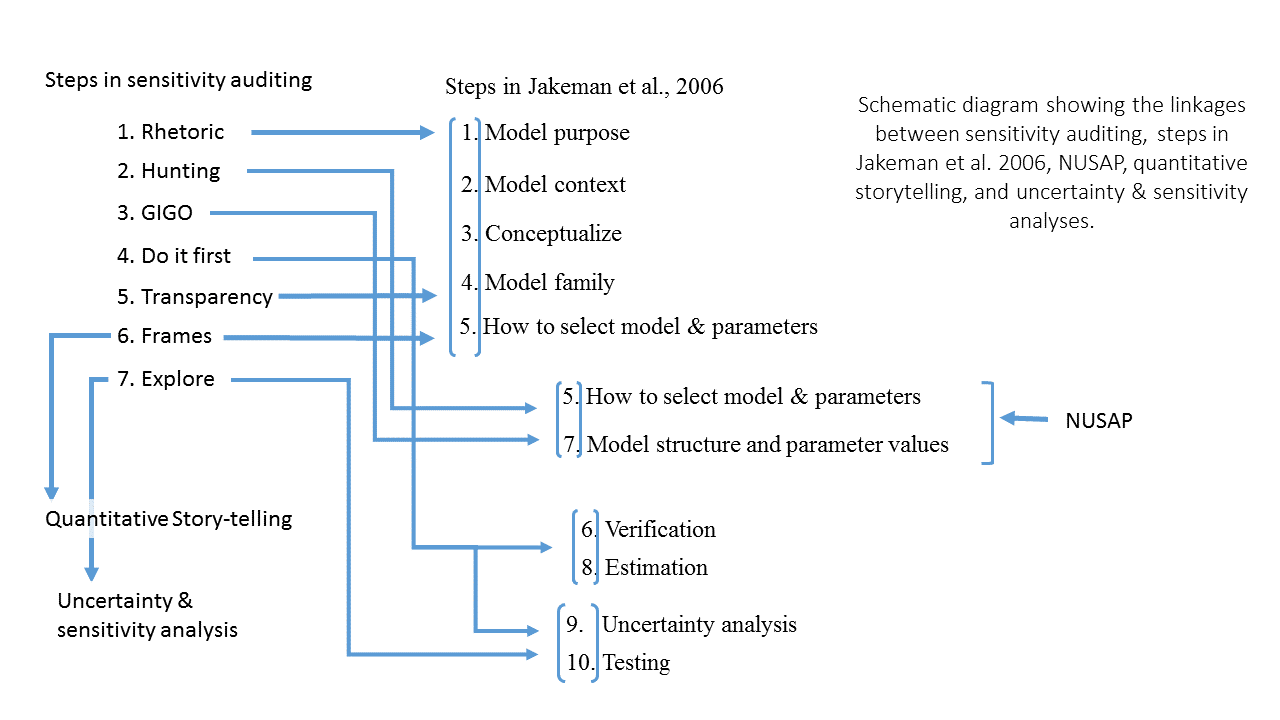 Steps in sensitivity auditing
1. Rhetoric
2. Hunting
3. GIGO
4. Do it first
5. Transparency
6. Frames
7. Explore
Quantitative Story-telling
Uncertainty &
sensitivity analysis
Steps in Jakeman et al., 2006
1. Model purpose
2. Model context
3. Conceptualize
4. Model family
5. How to select model & parameters
5. How to select model & parameters
7. Model structure and parameter values
6. Verification
8. Estimation
9. Uncertainty analysis
10. Testing
Schematic diagram showing the linkages
between sensitivity auditing, steps in
Jakeman et al. 2006, NUSAP, quantitative
storytelling, and uncertainty & sensitivity
analyses.
NUSAP